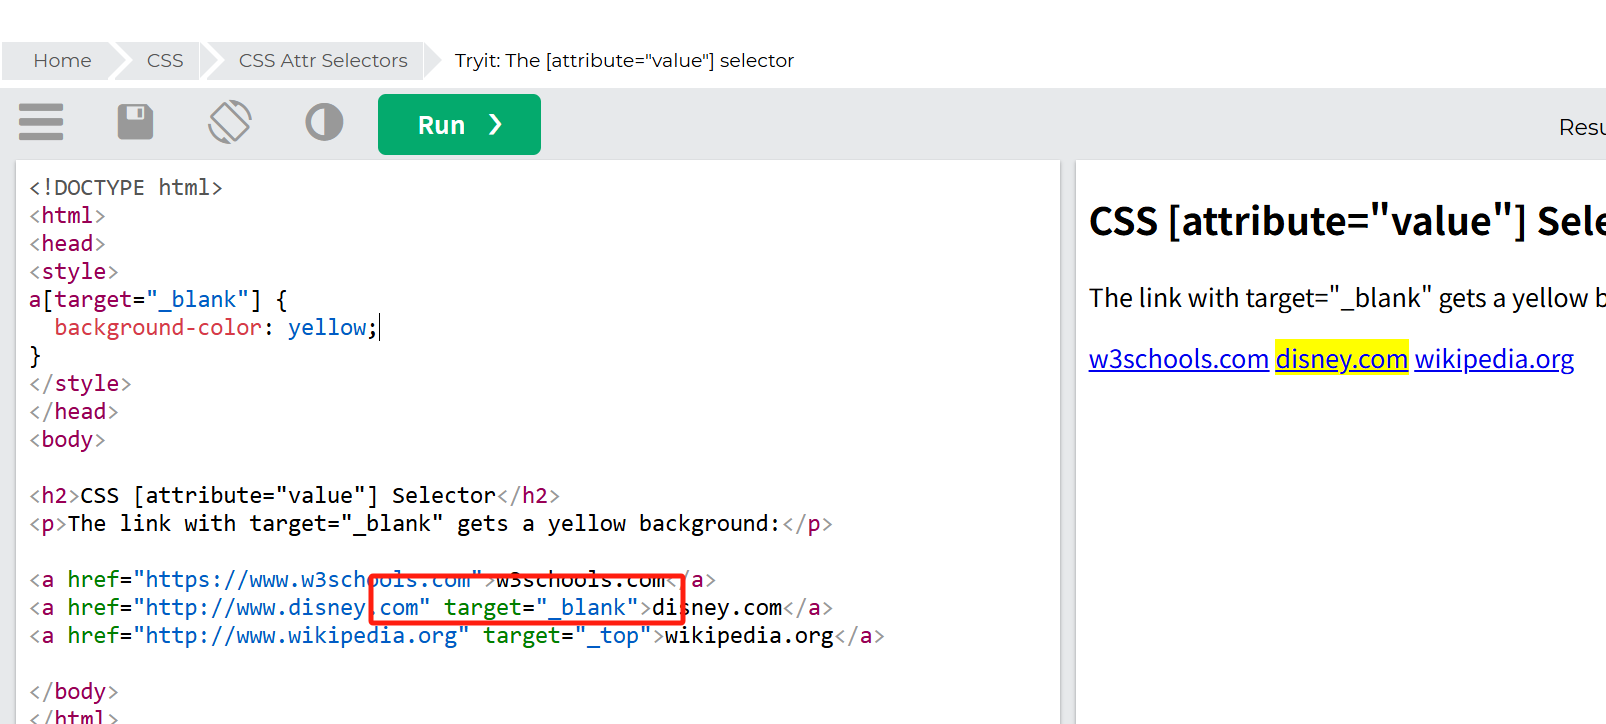 Home CSS CSS Attr Selectors Tryit: The [attribute="value"] selector
Run ❯
<!DOCTYPE html>
<html>
<head>
<style>
a[target="_blank"] {
  background-color: yellow;
}
</style>
</head>
<body>
<h2>CSS [attribute="value"] Selector</h2>
<p>The link with target="_blank" gets a yellow background:</p>
<a href="https://www.w3schools.com">w3schools.com</a>
<a href="http://www.disney.com" target="_blank">disney.com</a>
<a href="http://www.wikipedia.org" target="_top">wikipedia.org</a>
</body>
</html>
Resu
CSS [attribute="value"] Sele
The link with target="_blank" gets a yellow b
w3schools.com disney.com wikipedia.org